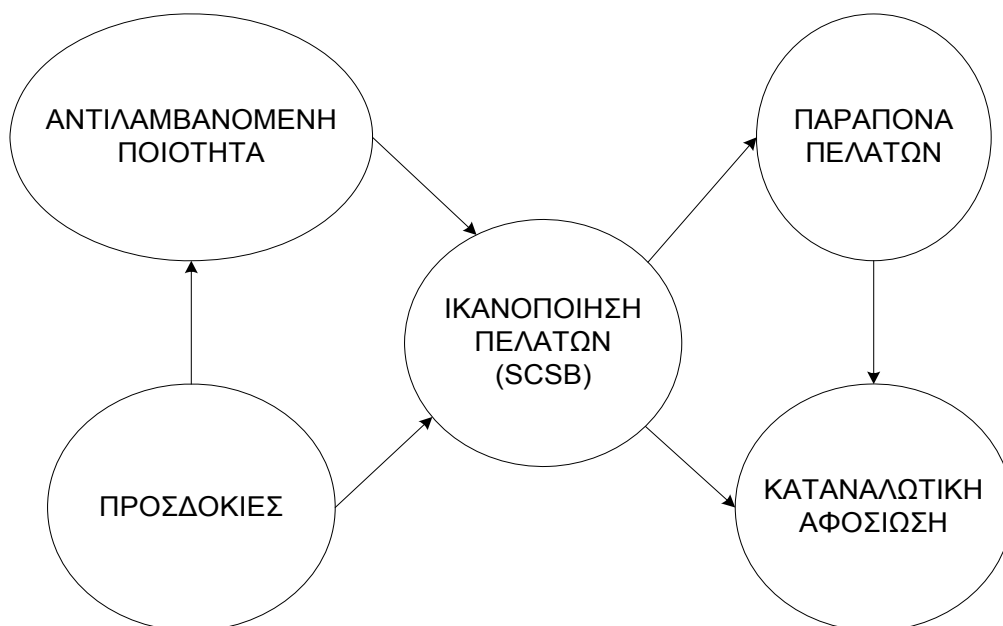 ΑΝΤΙΛΑΜΒΑΝΟΜΕΝΗ
ΠΟΙΟΤΗΤΑ
ΠΑΡΑΠΟΝΑ
ΠΕΛΑΤΩΝ
ΙΚΑΝΟΠΟΙΗΣΗ
ΠΕΛΑΤΩΝ
(SCSB)
ΠΡΟΣΔΟΚΙΕΣ
ΚΑΤΑΝΑΛΩΤΙΚΗ
ΑΦΟΣΙΩΣΗ